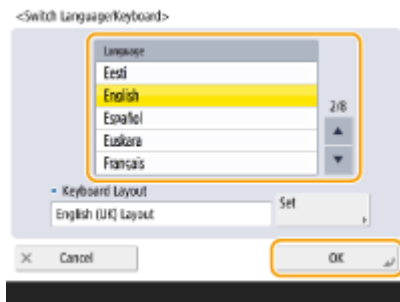 <Switch Language/Keyboard>
Language
Eesti
English
Español
2/8
Euskara
Français
Keyboard Layout
English (UK) Layout
Set
× Cancel
OK